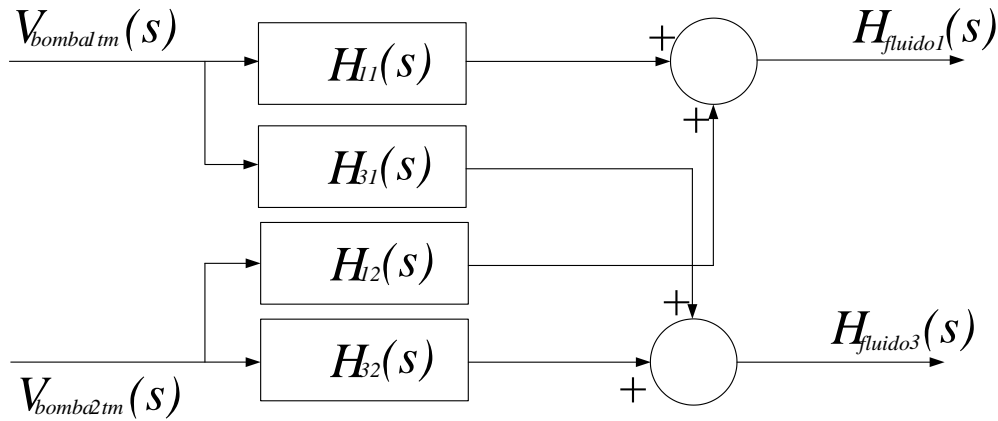 V_bomba1tm(s)
H_fluido1(s)
+
H_11(s)
+
H_31(s)
H_12(s)
+
H_fluido3(s)
H_32(s)
+
V_bomba2tm(s)